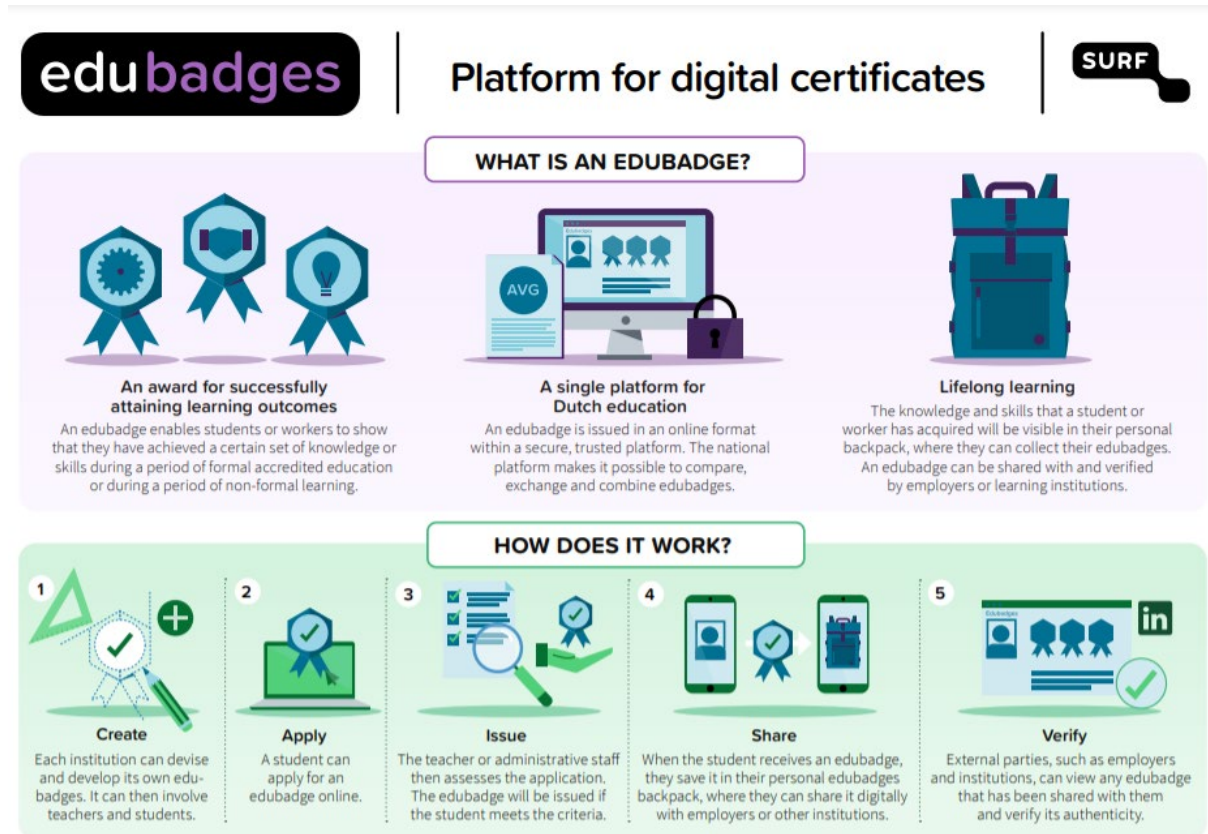 edubadges
Platform for digital certificates
SURF
WHAT IS AN EDUBADGE?
Edubadges
AVG
An award for successfully
attaining learning outcomes
An edubadge enables students or workers to show
that they have achieved a certain set of knowledge or
skills during a period of formal accredited education
or during a period of non-formal learning.
A single platform for
Dutch education
An edubadge is issued in an online format
within a secure, trusted platform. The national
platform makes it possible to compare,
exchange and combine edubadges.
Lifelong learning
The knowledge and skills that a student or
worker has acquired will be visible in their personal
backpack, where they can collect their edubadges.
An edubadge can be shared with and verified
by employers or learning institutions.
HOW DOES IT WORK?
1
Create
Each institution can devise
and develop its own edu-
badges. It can then involve
teachers and students.
2
Apply
A student can
apply for an
edubadge online.
3
Issue
The teacher or administrative staff
then assesses the application.
The edubadge will be issued if
the student meets the criteria.
4
Share
When the student receives an edubadge,
they save it in their personal edubadges
backpack, where they can share it digitally
with employers or other institutions.
5
Edubadges
in
Verify
External parties, such as employers
and institutions, can view any edubadge
that has been shared with them
and verify its authenticity.